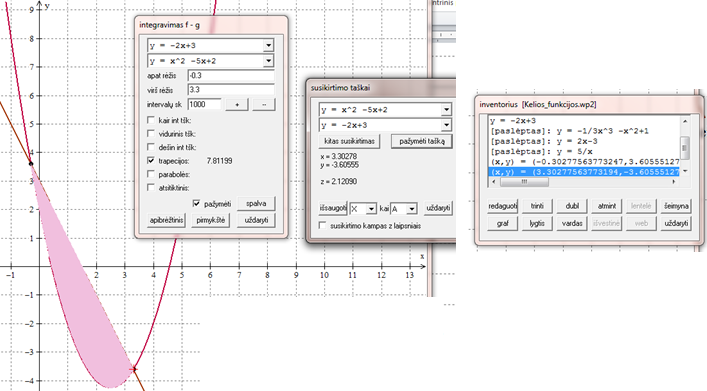 ntrinis
y
9
8
7
6
5
4
3
2
1
-1
-2
-3
-4
-1 1 2 3 4 5 6 7 8 9 10 11 12 13
x
integravimas f - g
y = -2x+3
y = x^2 -5x+2
apat rėžis -0.3
virš rėžis 3.3
intervalų sk 1000 + --
kair int tšk:
vidurinis tšk:
dešin int tšk:
trapecijos: 7.81199
parabolės:
atsitiktinis:
pažymėti spalva
apibrėžtinis pirmykštė uždaryti
susikirtimo taškai
y = x^2 -5x+2
y = -2x+3
kitas susikirtimas pažymėti tašką
x = 3.30278
y = -3.60555
z = 2.12090
išsaugoti X kai A uždaryti
susikirtimo kampas z laipsniais
inventorius [Kelios_funkcijos.wp2]
y = -2x+3
[paslėptas]: y = -1/3x^3 -x^2+1
[paslėptas]: y = 2x-3
[paslėptas]: y = 5/x
(x,y) = (-0.30277563773247,3.60555127
(x,y) = (3.30277563773194,-3.60555127
redaguoti trinti dubl atmint lentelė šeimyna
graf lygtis vardas išvestinė web uždaryti